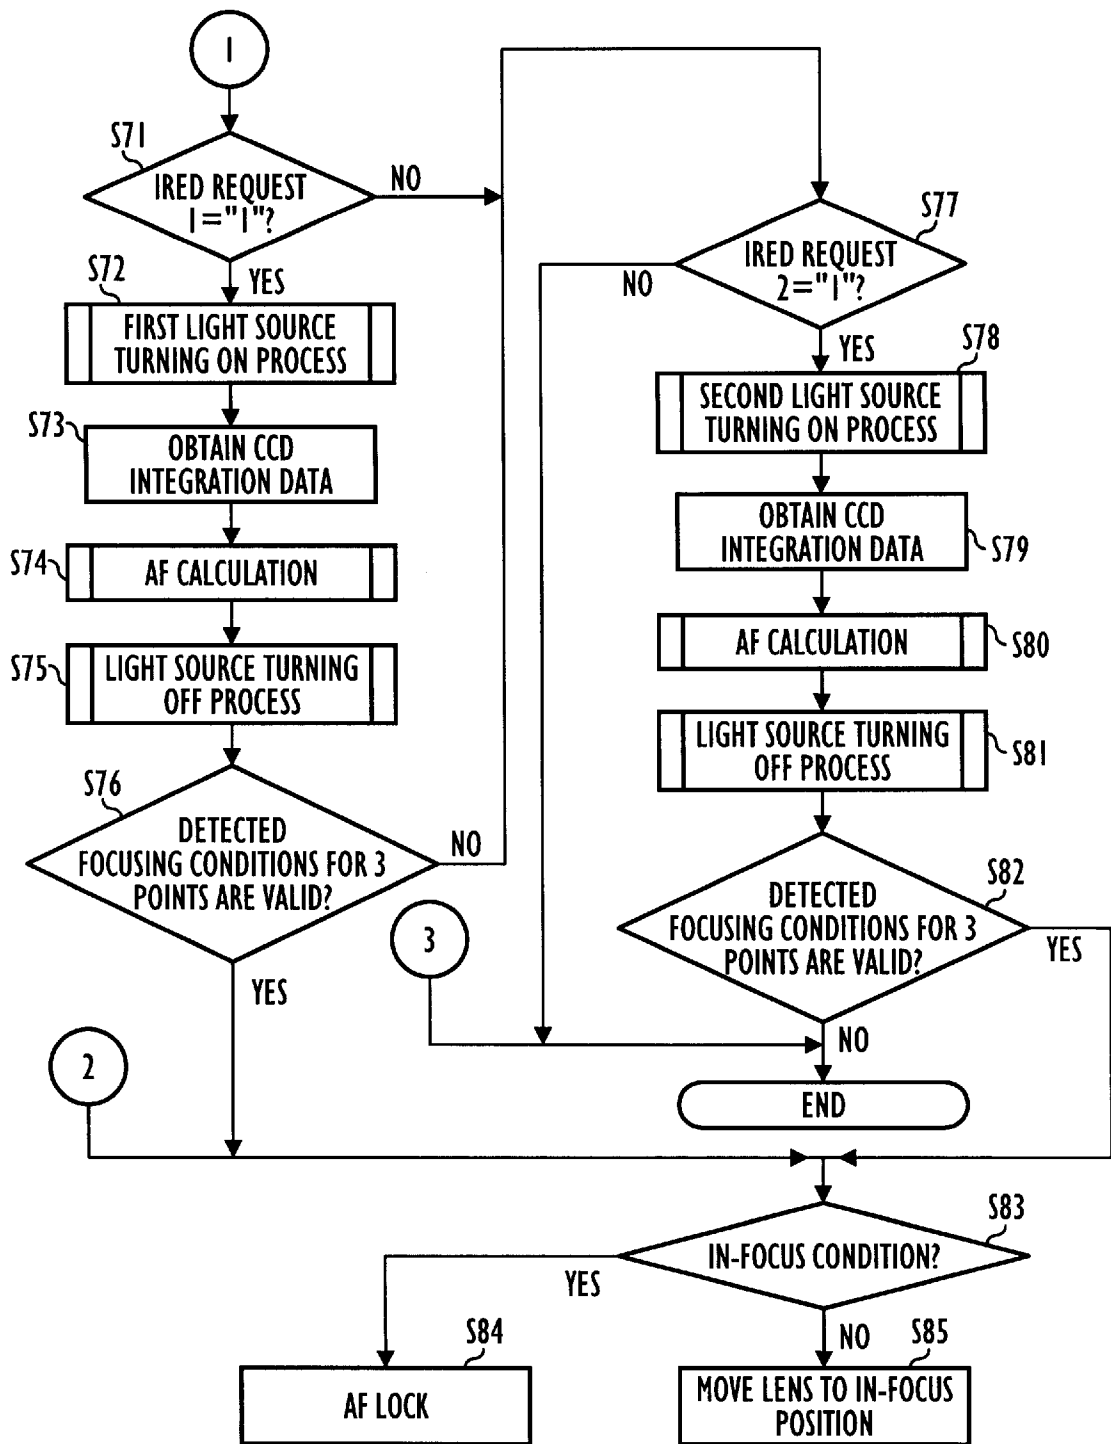 1
S71
IRED REQUEST
1="1"?
NO
YES
S72
FIRST LIGHT SOURCE
TURNING ON PROCESS
S73
OBTAIN CCD
INTEGRATION DATA
S74
AF CALCULATION
S75
LIGHT SOURCE TURNING
OFF PROCESS
S76
DETECTED
FOCUSING CONDITIONS FOR 3
POINTS ARE VALID?
NO
YES
2
3
S77
IRED REQUEST
2="1"?
NO
YES
S78
SECOND LIGHT SOURCE
TURNING ON PROCESS
OBTAIN CCD
INTEGRATION DATA
S79
AF CALCULATION
S80
LIGHT SOURCE TURNING
OFF PROCESS
S81
S82
DETECTED
FOCUSING CONDITIONS FOR 3
POINTS ARE VALID?
YES
NO
END
S83
IN-FOCUS CONDITION?
YES
NO
S84
AF LOCK
S85
MOVE LENS TO IN-FOCUS
POSITION